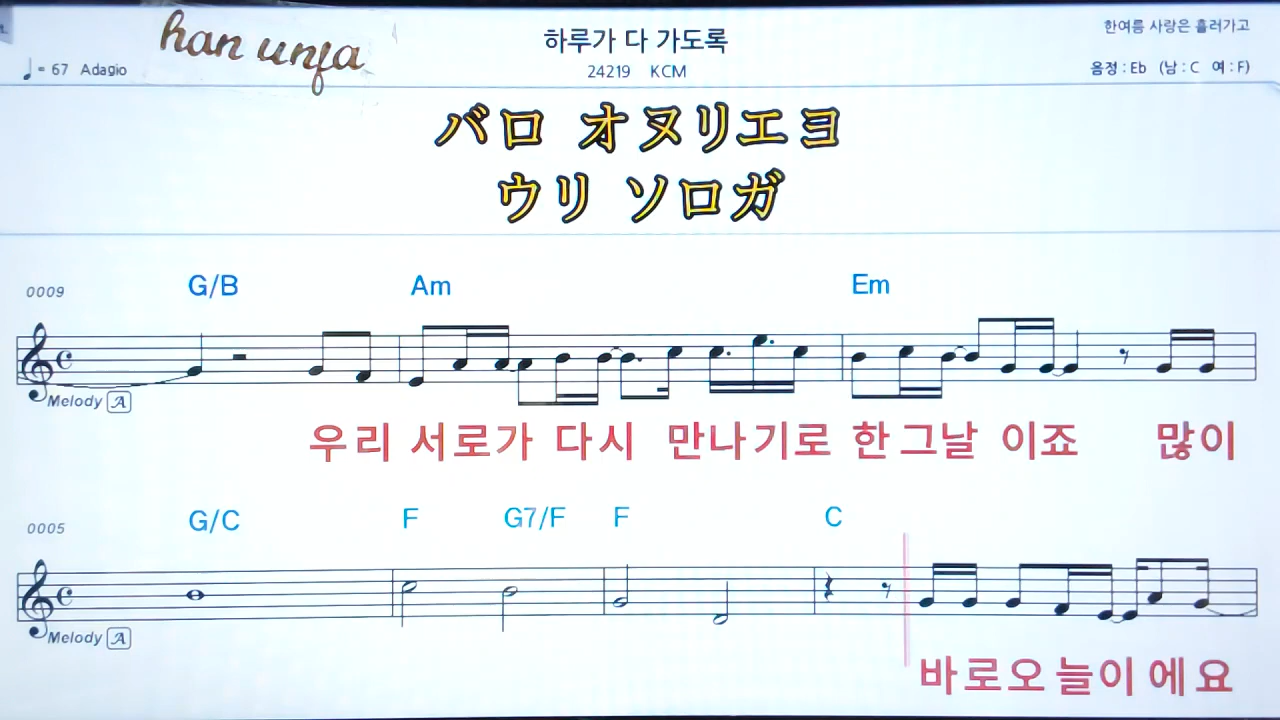 han unfa
하루가 다 가도록
한여름 사랑은 흘러가고
♩ = 67 Adagio
24219 KCM
음정 : Eb (남 : C 여 : F)
バロ オヌリエヨ
ウリ ソロガ
0009 G/B Am Em
Melody A
우리 서로가 다시 만나기로 한그날 이죠 많이
0005 G/C F G7/F F C
Melody A
바로오늘이에요